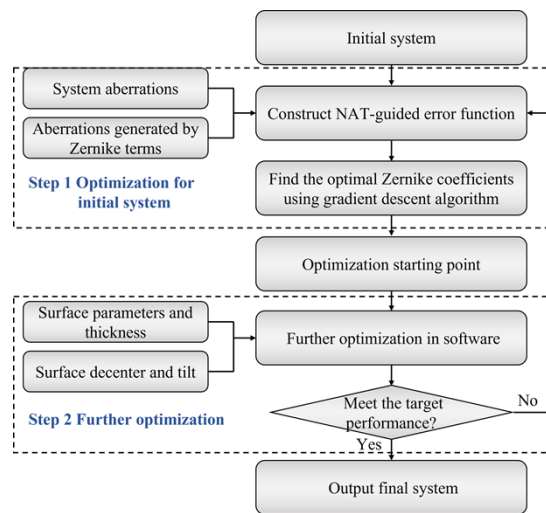 Initial system
System aberrations
Aberrations generated by
Zernike terms
Construct NAT-guided error function
Step 1 Optimization for
initial system
Find the optimal Zernike coefficients
using gradient descent algorithm
Optimization starting point
Surface parameters and
thickness
Surface decenter and tilt
Further optimization in software
Step 2 Further optimization
Meet the target
performance?
No
Yes
Output final system